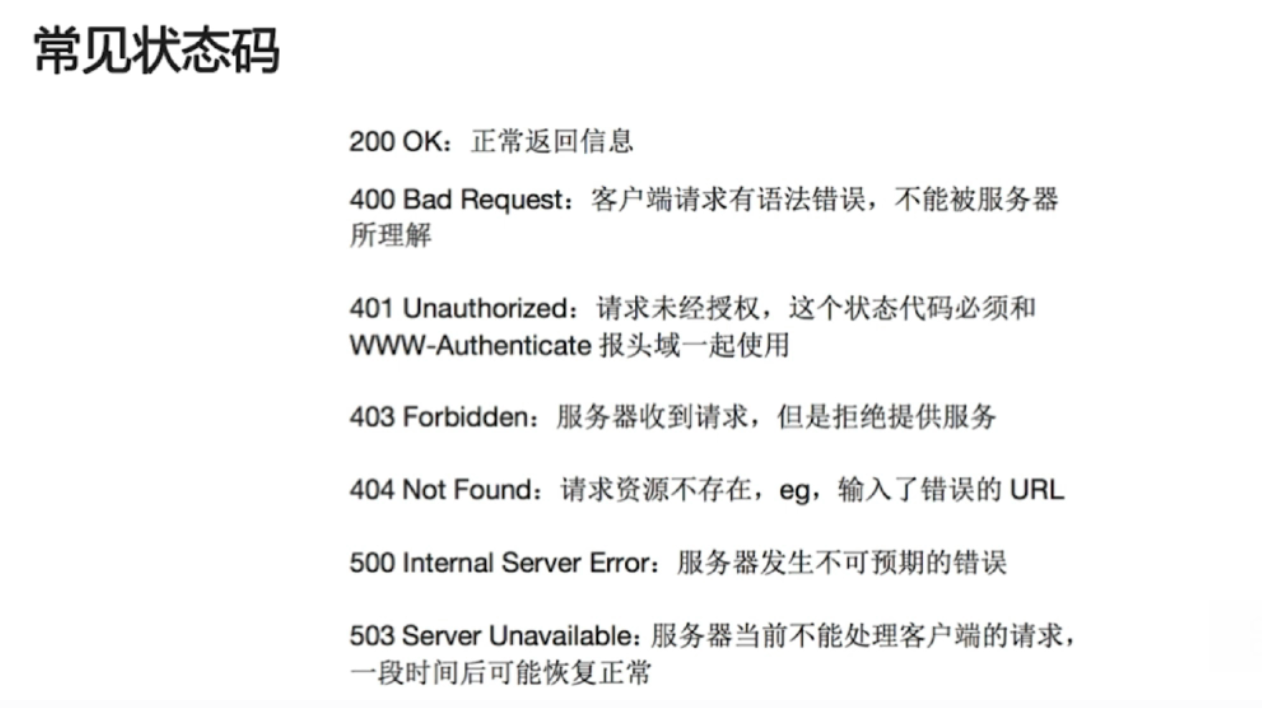 常见状态码
200 OK：正常返回信息
400 Bad Request：客户端请求有语法错误，不能被服务器
所理解
401 Unauthorized：请求未经授权，这个状态代码必须和
WWW-Authenticate 报头域一起使用
403 Forbidden：服务器收到请求，但是拒绝提供服务
404 Not Found：请求资源不存在，eg，输入了错误的 URL
500 Internal Server Error：服务器发生不可预期的错误
503 Server Unavailable：服务器当前不能处理客户端的请求，
一段时间后可能恢复正常